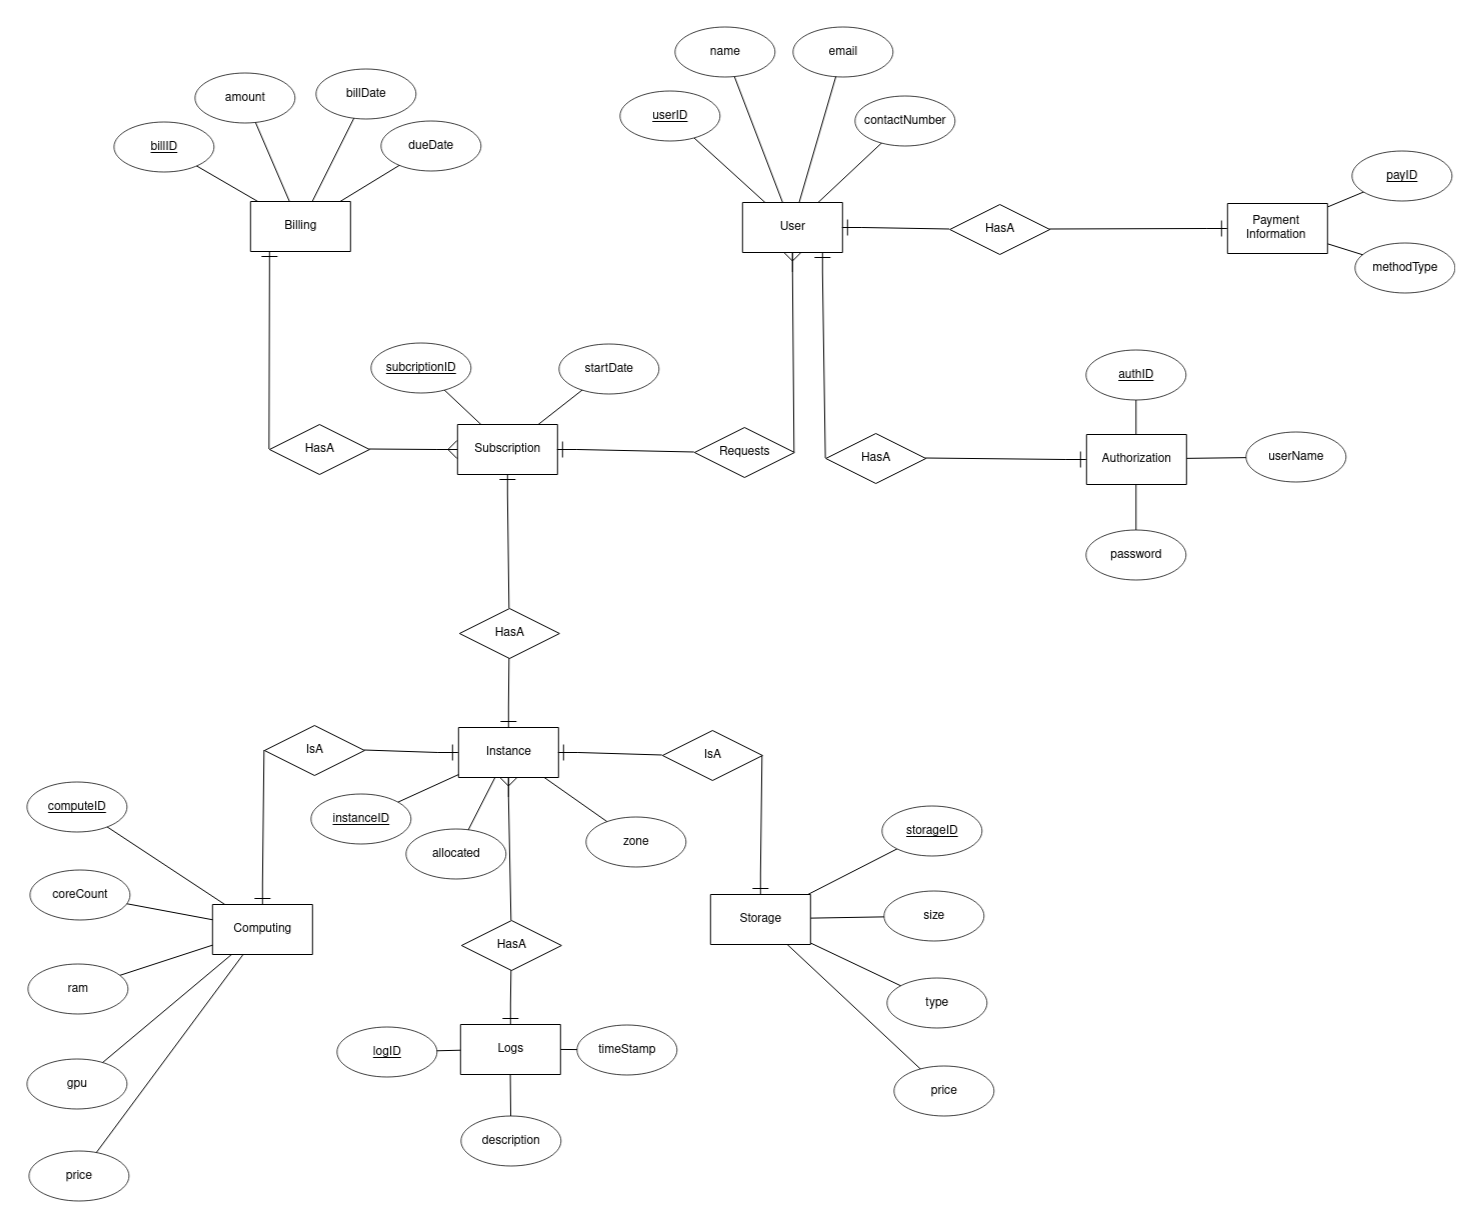 name
email
amount
billDate
userID
contactNumber
billID
dueDate
payID
Billing
User
HasA
Payment
Information
methodType
subcriptionID
startDate
authID
HasA
Subscription
Requests
HasA
Authorization
userName
password
HasA
IsA
Instance
IsA
computeID
instanceID
allocated
zone
storageID
coreCount
Computing
Storage
size
HasA
ram
type
logID
Logs
timeStamp
gpu
price
description
price